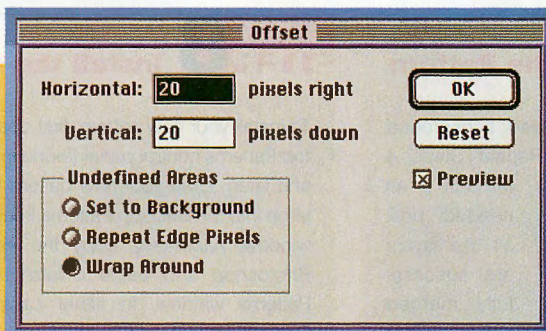 Offset
Horizontal: 20 pixels right OK
Vertical: 20 pixels down Reset
Preview
Undefined Areas
Set to Background
Repeat Edge Pixels
Wrap Around